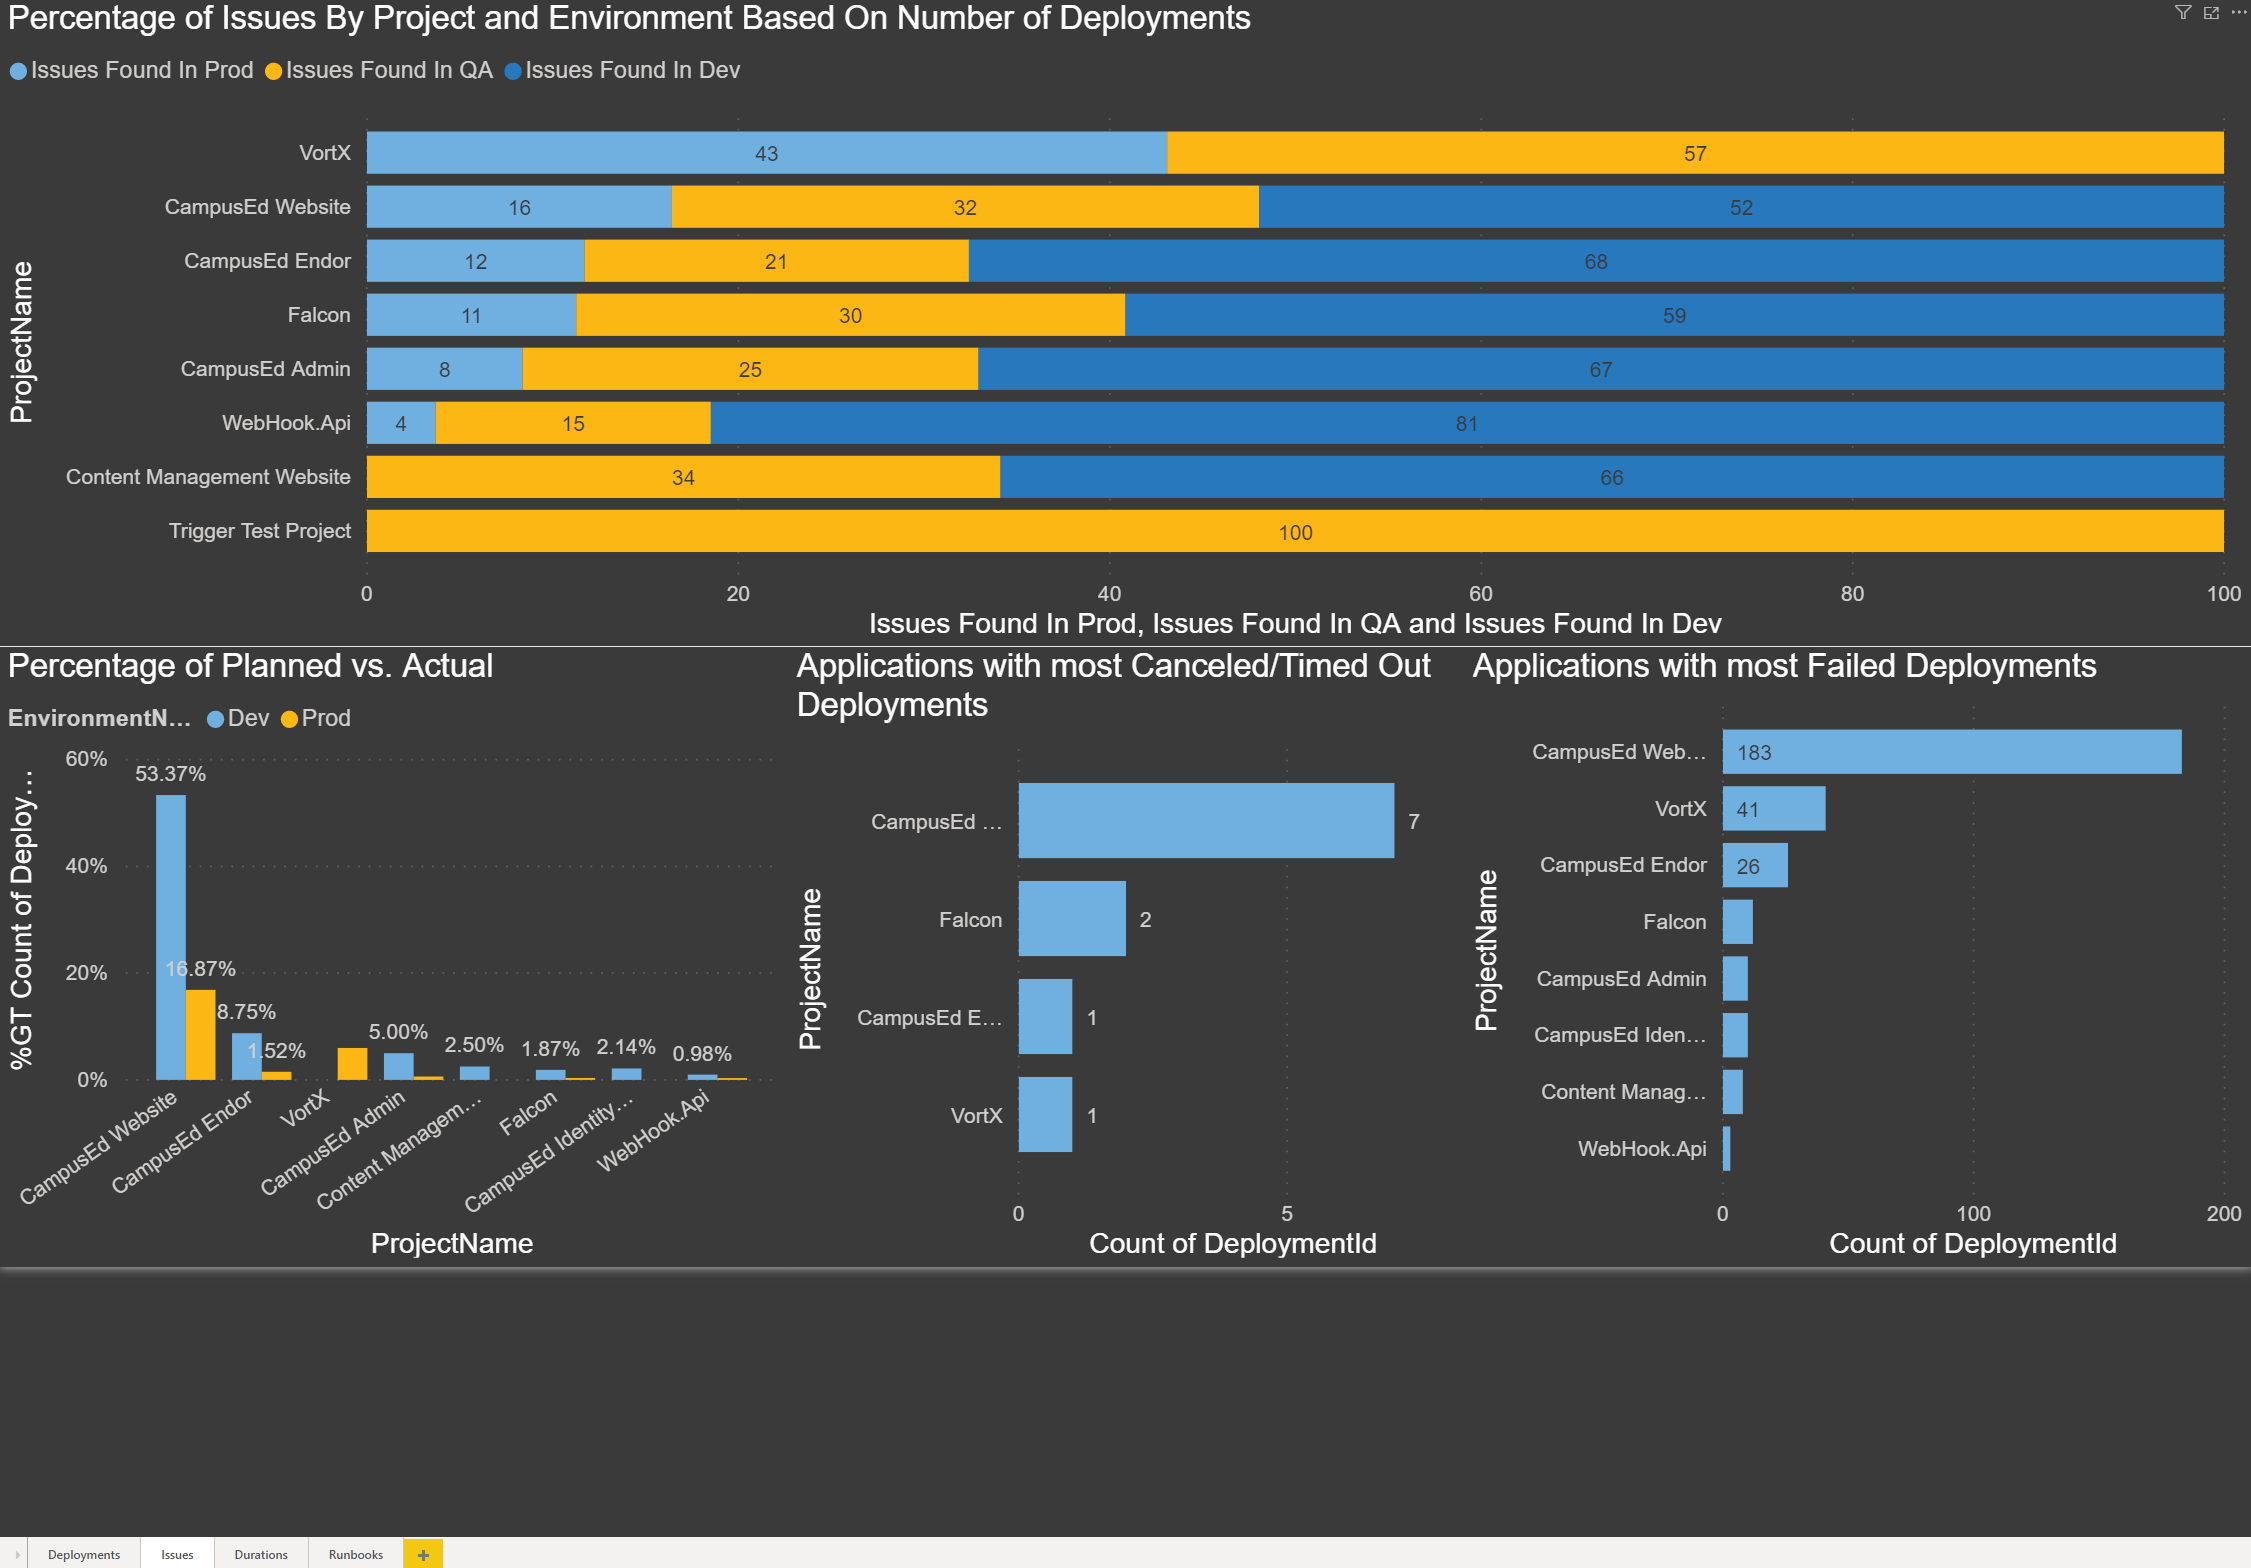 Percentage of Issues By Project and Environment Based On Number of Deployments
Issues Found In Prod Issues Found In QA Issues Found In Dev
ProjectName
VortX 43 57
CampusEd Website 16 32 52
CampusEd Endor 12 21 68
Falcon 11 30 59
CampusEd Admin 8 25 67
WebHook.Api 4 15 81
Content Management Website 34 66
Trigger Test Project 100
0 20 40 60 80 100
Issues Found In Prod, Issues Found In QA and Issues Found In Dev
Percentage of Planned vs. Actual
EnvironmentN... Dev Prod
%GT Count of Deploy...
60%
40%
20%
0%
53.37%
16.87%
8.75%
1.52%
5.00%
2.50%
1.87%
2.14%
0.98%
CampusEd Website
CampusEd Endor
VortX
CampusEd Admin
Content Managem...
Falcon
CampusEd Identity...
WebHook.Api
ProjectName
Applications with most Canceled/Timed Out
Deployments
ProjectName
CampusEd ... 7
Falcon 2
CampusEd E... 1
VortX 1
0 5
Count of DeploymentId
Applications with most Failed Deployments
ProjectName
CampusEd Web... 183
VortX 41
CampusEd Endor 26
Falcon
CampusEd Admin
CampusEd Iden...
Content Manag...
WebHook.Api
0 100 200
Count of DeploymentId
Deployments Issues Durations Runbooks +